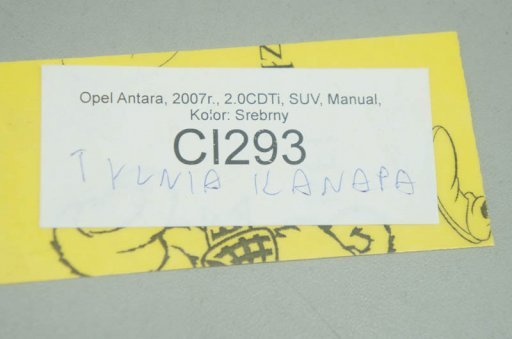 Opel Antara, 2007r., 2.0CDTi, SUV, Manual,
Kolor: Srebrny
CI293
TYLNIA KANAPA